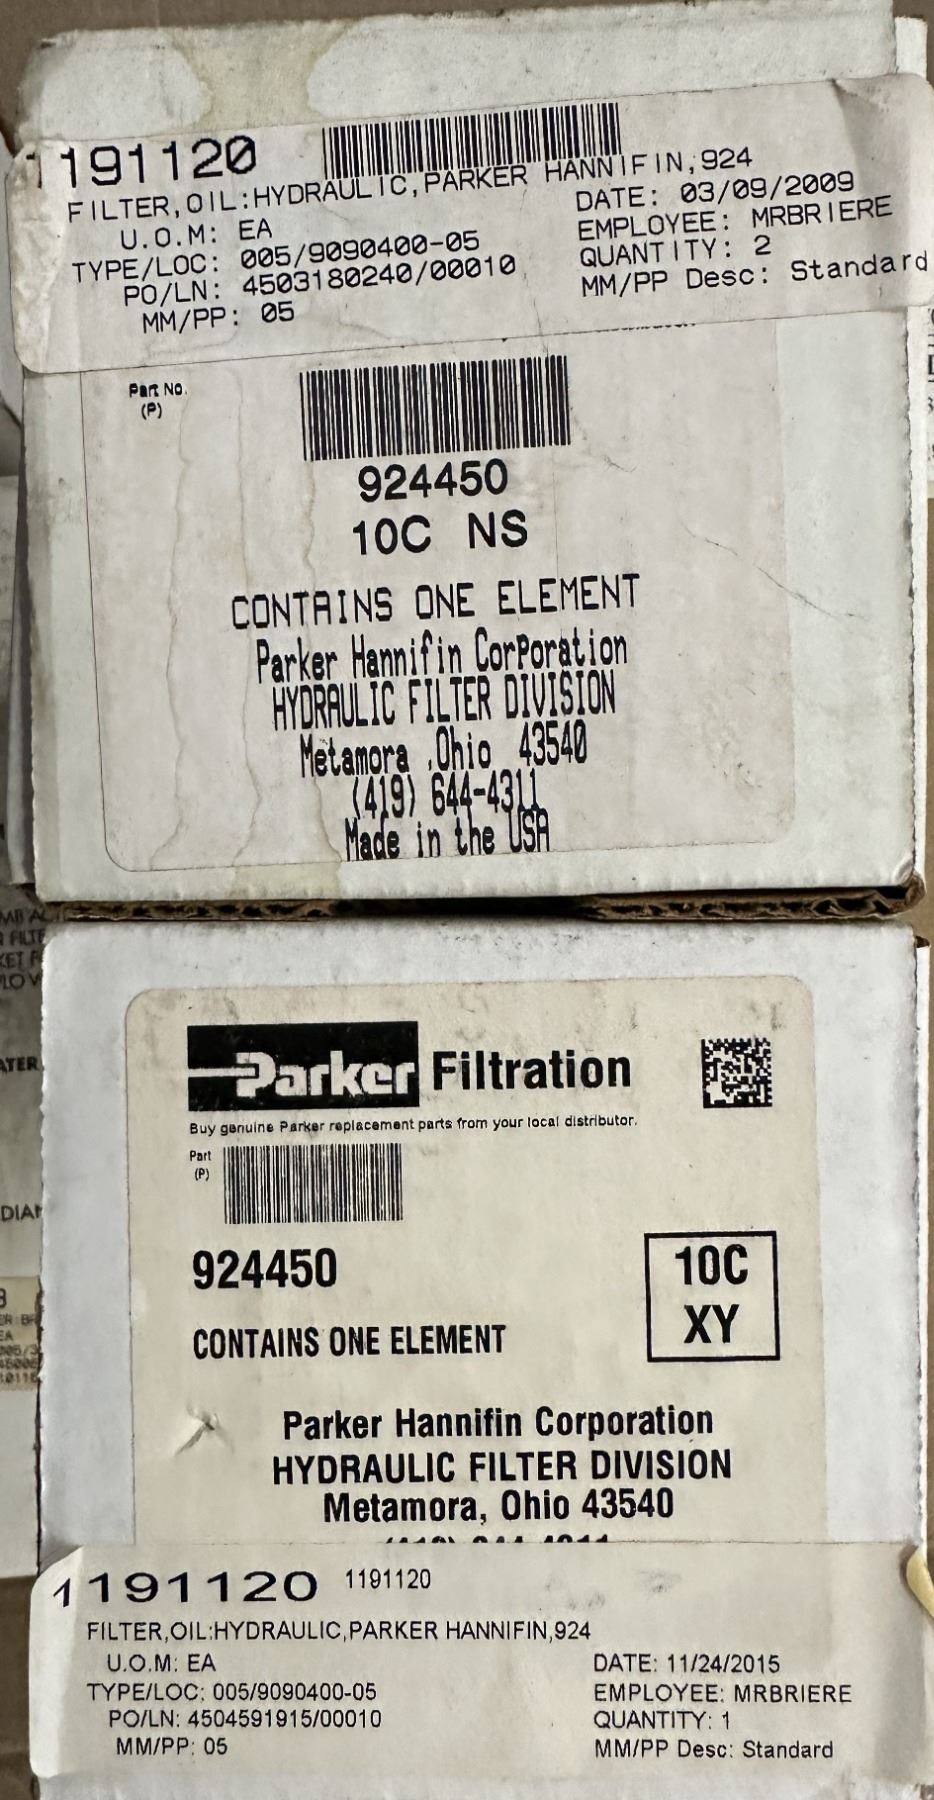 1191120
FILTER,OIL:HYDRAULIC,PARKER HANNIFIN,924
U.O.M: EA
DATE: 03/09/2009
TYPE/LOC: 005/9090400-05
EMPLOYEE: MRBRIERE
PO/LN: 4503180240/00010
QUANTITY: 2
MM/PP: 05
MM/PP Desc: Standard
Part No.
(P)
924450
10C NS
CONTAINS ONE ELEMENT
Parker Hannifin CorPoration
HYDRAULIC FILTER DIVISION
Metamora ,Ohio 43540
(419) 644-4311
Made in the USA
Parker Filtration
Buy genuine Parker replacement parts from your local distributor.
Part
(P)
924450
10C
XY
CONTAINS ONE ELEMENT
Parker Hannifin Corporation
HYDRAULIC FILTER DIVISION
Metamora, Ohio 43540
1191120 1191120
FILTER,OIL:HYDRAULIC,PARKER HANNIFIN,924
U.O.M: EA
DATE: 11/24/2015
TYPE/LOC: 005/9090400-05
EMPLOYEE: MRBRIERE
PO/LN: 4504591915/00010
QUANTITY: 1
MM/PP: 05
MM/PP Desc: Standard